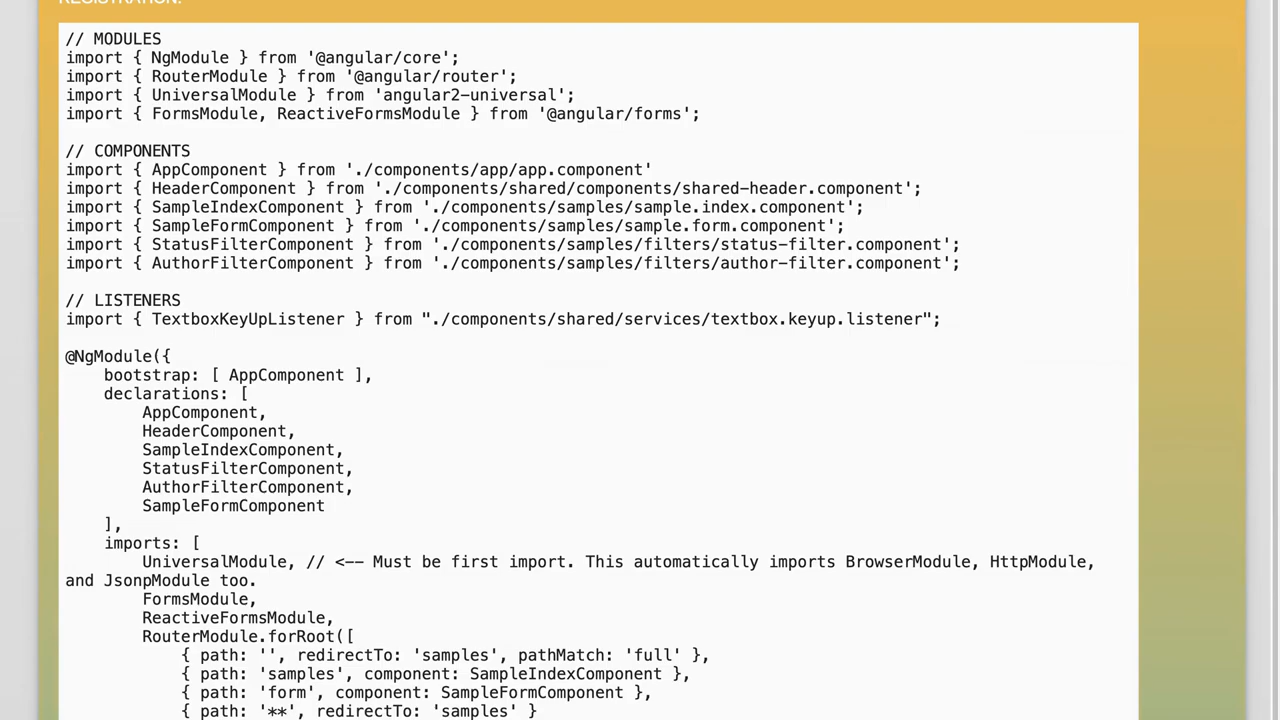 REGISTRATION:
// MODULES
import { NgModule } from '@angular/core';
import { RouterModule } from '@angular/router';
import { UniversalModule } from 'angular2-universal';
import { FormsModule, ReactiveFormsModule } from '@angular/forms';
// COMPONENTS
import { AppComponent } from './components/app/app.component'
import { HeaderComponent } from './components/shared/components/shared-header.component';
import { SampleIndexComponent } from './components/samples/sample.index.component';
import { SampleFormComponent } from './components/samples/sample.form.component';
import { StatusFilterComponent } from './components/samples/filters/status-filter.component';
import { AuthorFilterComponent } from './components/samples/filters/author-filter.component';
// LISTENERS
import { TextboxKeyUpListener } from "./components/shared/services/textbox.keyup.listener";
@NgModule({
    bootstrap: [ AppComponent ],
    declarations: [
        AppComponent,
        HeaderComponent,
        SampleIndexComponent,
        StatusFilterComponent,
        AuthorFilterComponent,
        SampleFormComponent
    ],
    imports: [
        UniversalModule, // <-- Must be first import. This automatically imports BrowserModule, HttpModule,
and JsonpModule too.
        FormsModule,
        ReactiveFormsModule,
        RouterModule.forRoot([
            { path: '', redirectTo: 'samples', pathMatch: 'full' },
            { path: 'samples', component: SampleIndexComponent },
            { path: 'form', component: SampleFormComponent },
            { path: '**', redirectTo: 'samples' }